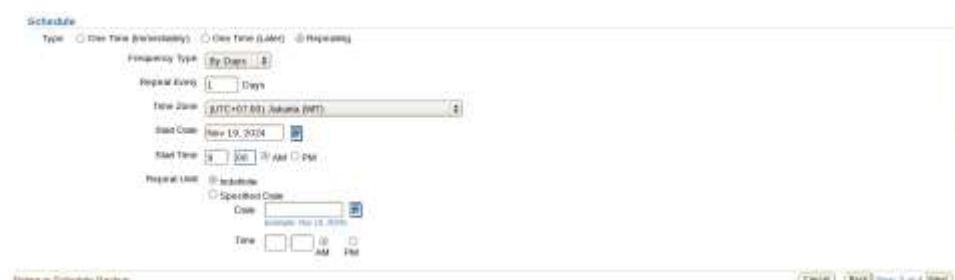 Schedule
Type One Time (Immediately) One Time (Later) Repeating
Frequency Type By Days
Repeat Every 1 Days
Time Zone (UTC+07:00) Jakarta (WIT)
Start Date Nov 19, 2024
Start Time 00 AM PM
Repeat Until Indefinite
Specified Date
Date
Time
AM PM
Cancel Back Next